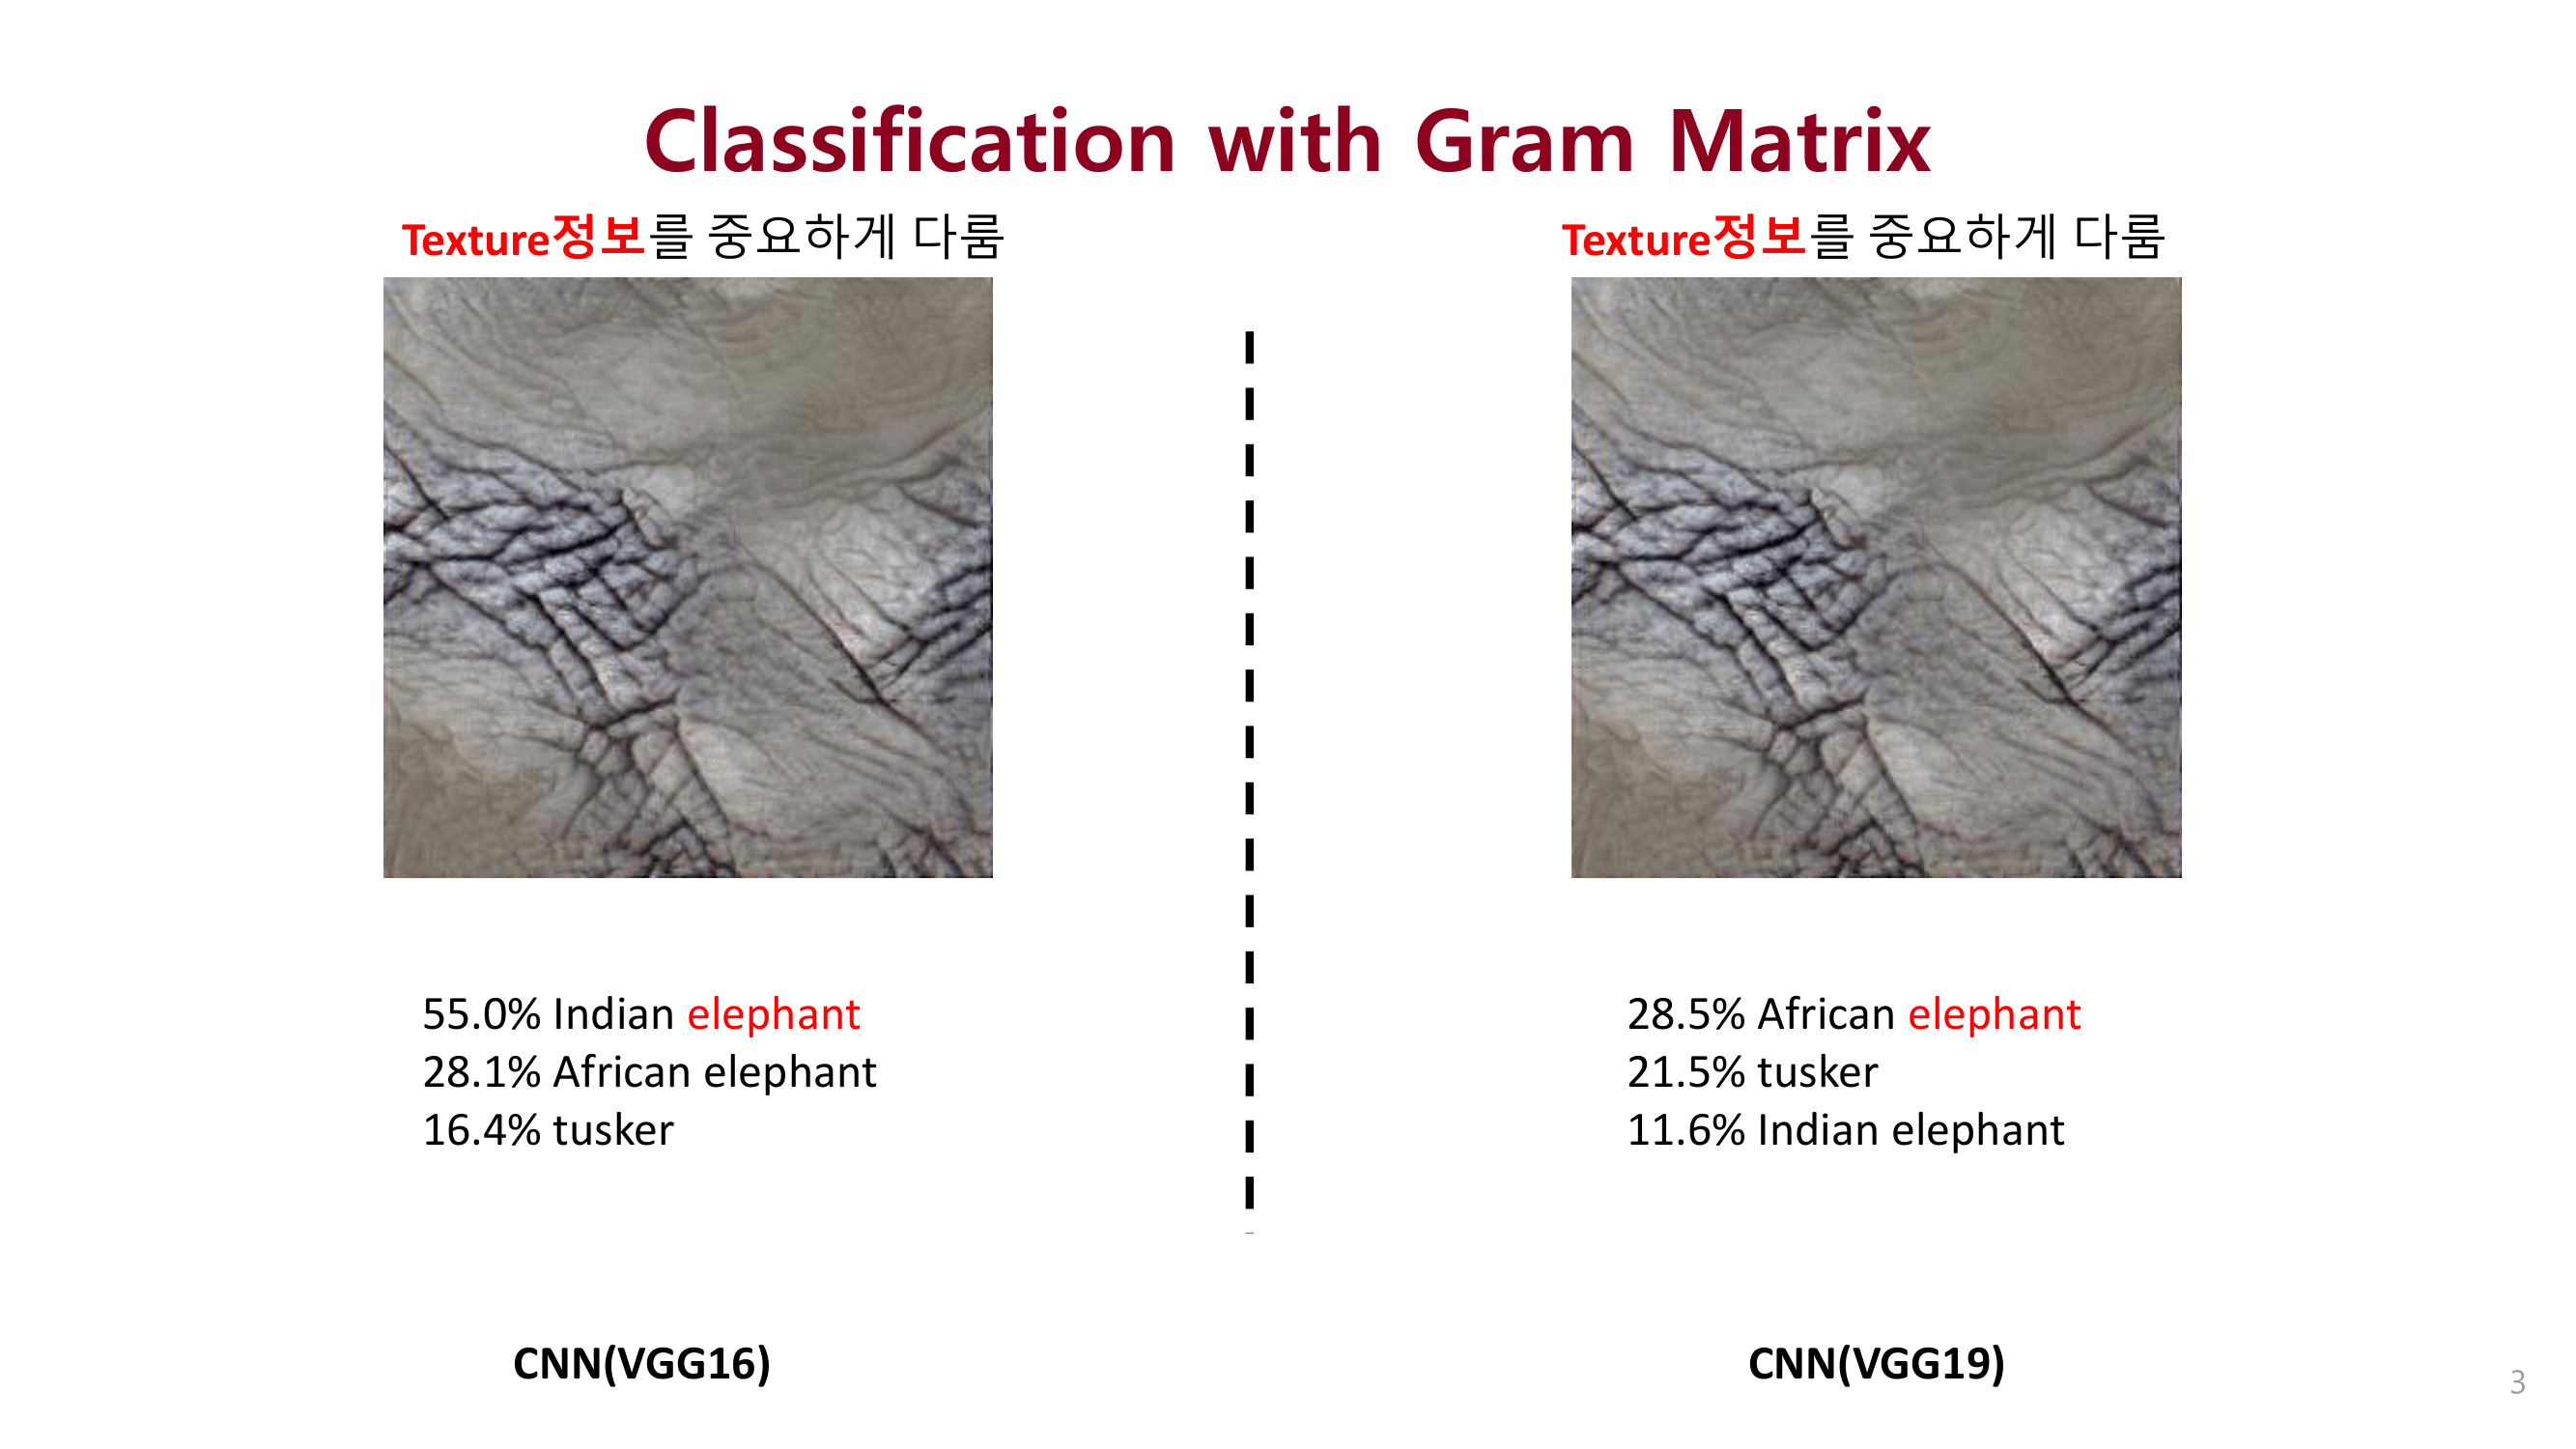 Classification with Gram Matrix
Texture정보를 중요하게 다룸
55.0% Indian elephant
28.1% African elephant
16.4% tusker
CNN(VGG16)
Texture정보를 중요하게 다룸
28.5% African elephant
21.5% tusker
11.6% Indian elephant
CNN(VGG19)
3